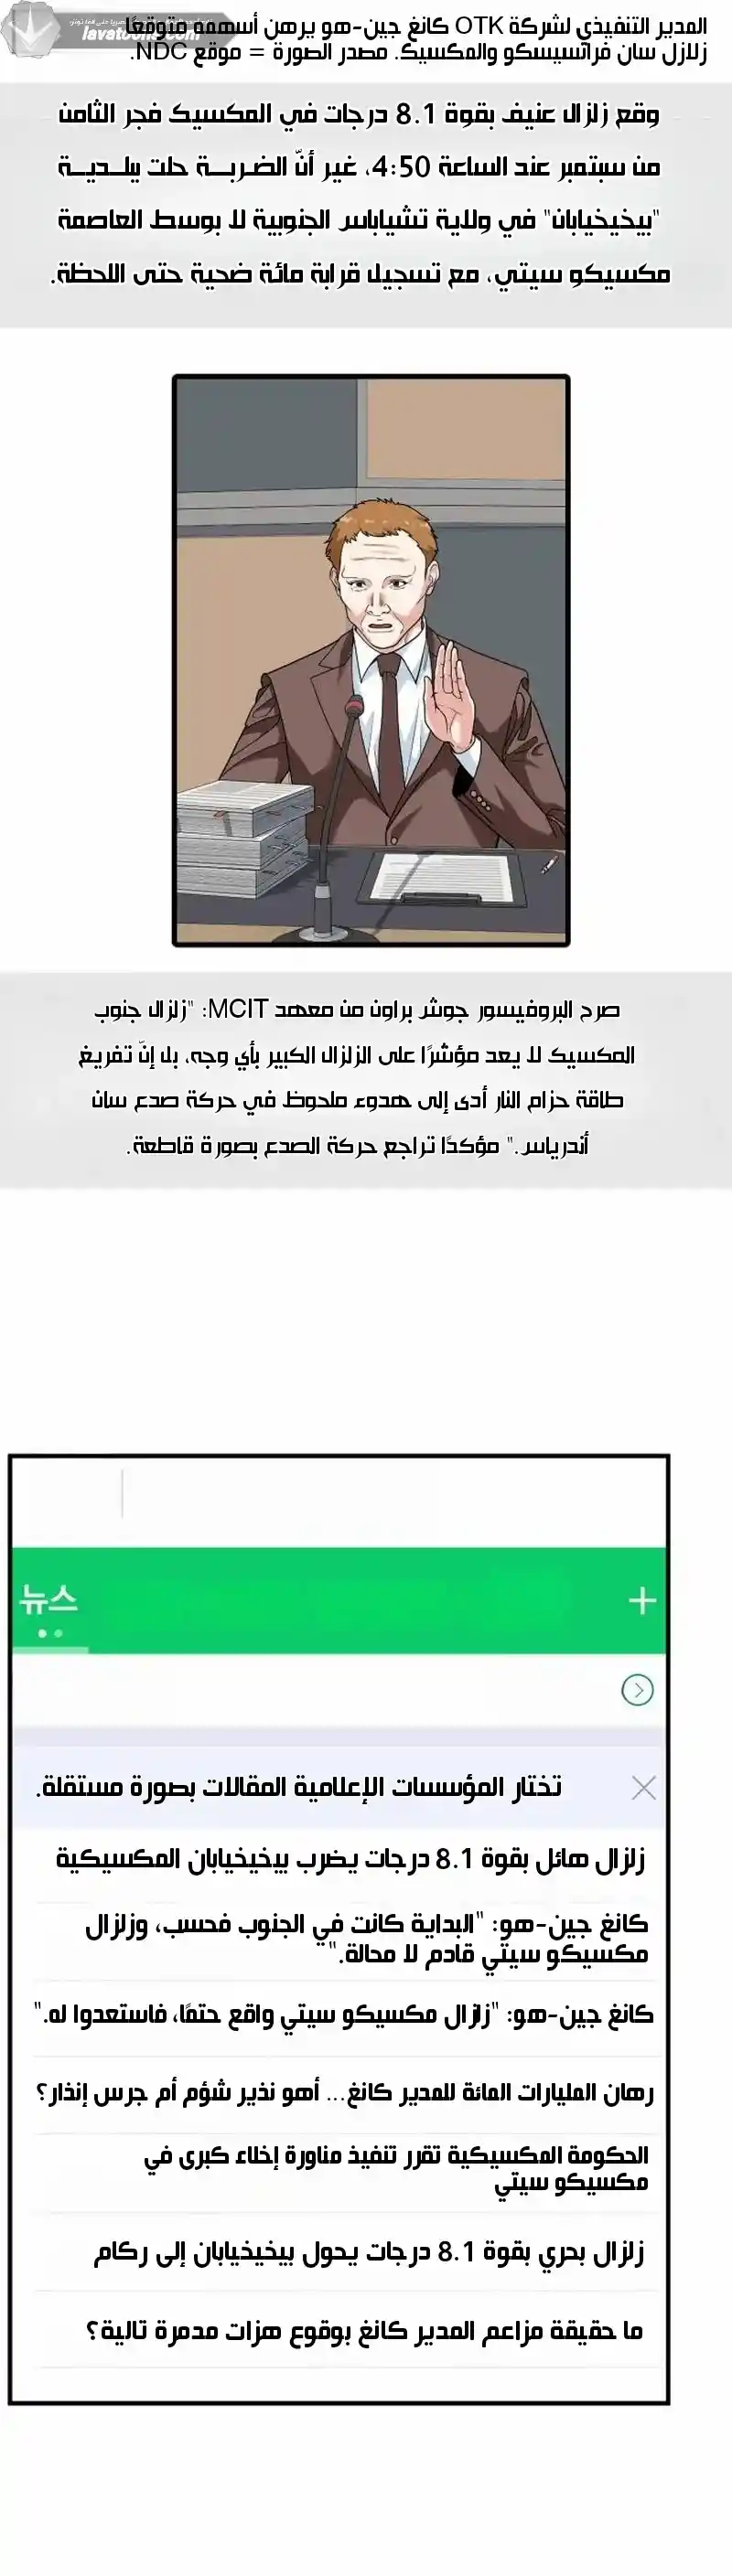 المدير التنفيذي لشركة OTK كانغ جين-هو يرهن أسهمه متوقعًا
زلازل سان فرانسيسكو والمكسيك. مصدر الصورة = موقع NDC.
lavatoons.com
وقع زلزال عنيف بقوة 8.1 درجات في المكسيك فجر الثامن
من سبتمبر عند الساعة 4:50، غير أنّ الضربة حلت ببلدية
"بيخيخيابان" في ولاية تشياباس الجنوبية لا بوسط العاصمة
مكسيكو سيتي، مع تسجيل قرابة مائة ضحية حتى اللحظة.
صرح البروفيسور جوش براون من معهد MCIT: "زلزال جنوب
المكسيك لا يعد مؤشرًا على الزلزال الكبير بأي وجه، بل إنّ تفريغ
طاقة حزام النار أدى إلى هدوء ملحوظ في حركة صدع سان
أندرياس." مؤكدًا تراجع حركة الصدع بصورة قاطعة.
뉴스
تختار المؤسسات الإعلامية المقالات بصورة مستقلة.
زلزال هائل بقوة 8.1 درجات يضرب بيخيخيابان المكسيكية
كانغ جين-هو: "البداية كانت في الجنوب فحسب، وزلزال
مكسيكو سيتي قادم لا محالة."
كانغ جين-هو: "زلزال مكسيكو سيتي واقع حتمًا، فاستعدوا له."
رهان المليارات المائة للمدير كانغ... أهو نذير شؤم أم جرس إنذار؟
الحكومة المكسيكية تقرر تنفيذ مناورة إخلاء كبرى في
مكسيكو سيتي
زلزال بحري بقوة 8.1 درجات يحول بيخيخيابان إلى ركام
ما حقيقة مزاعم المدير كانغ بوقوع هزات مدمرة تالية؟